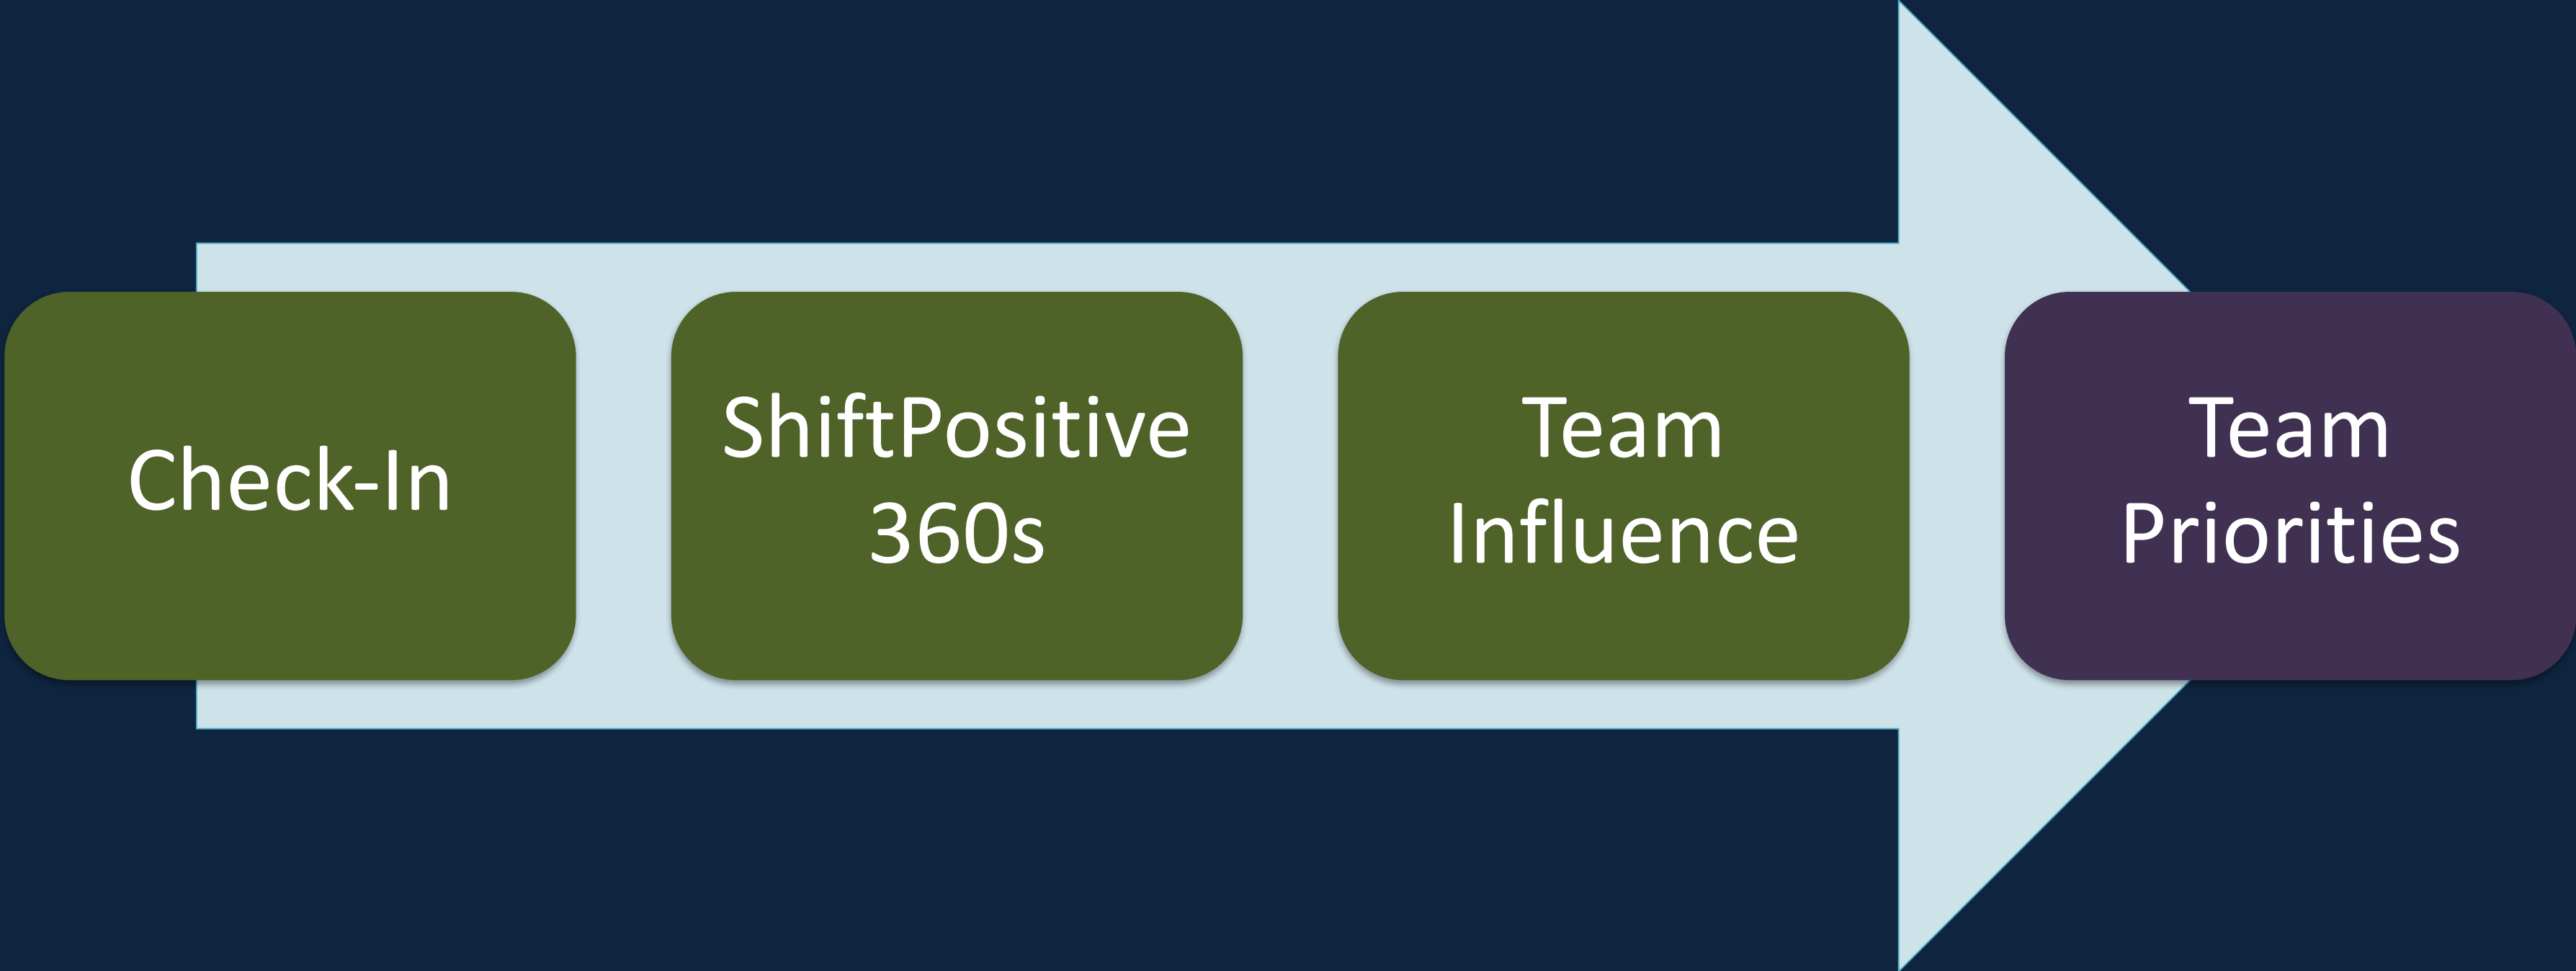 Check-In
ShiftPositive
360s
Team
Influence
Team
Priorities